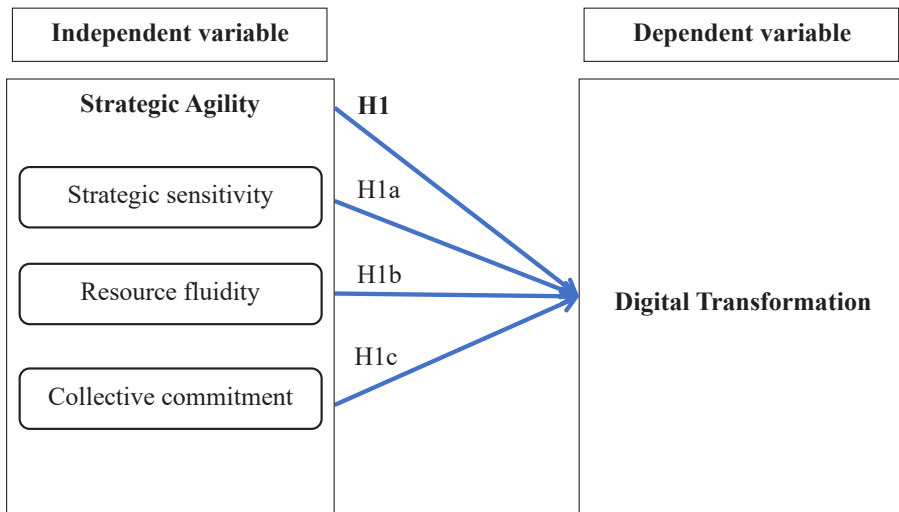 Independent variable
Dependent variable
Strategic Agility
H1
Strategic sensitivity
H1a
Resource fluidity
H1b
Digital Transformation
H1c
Collective commitment